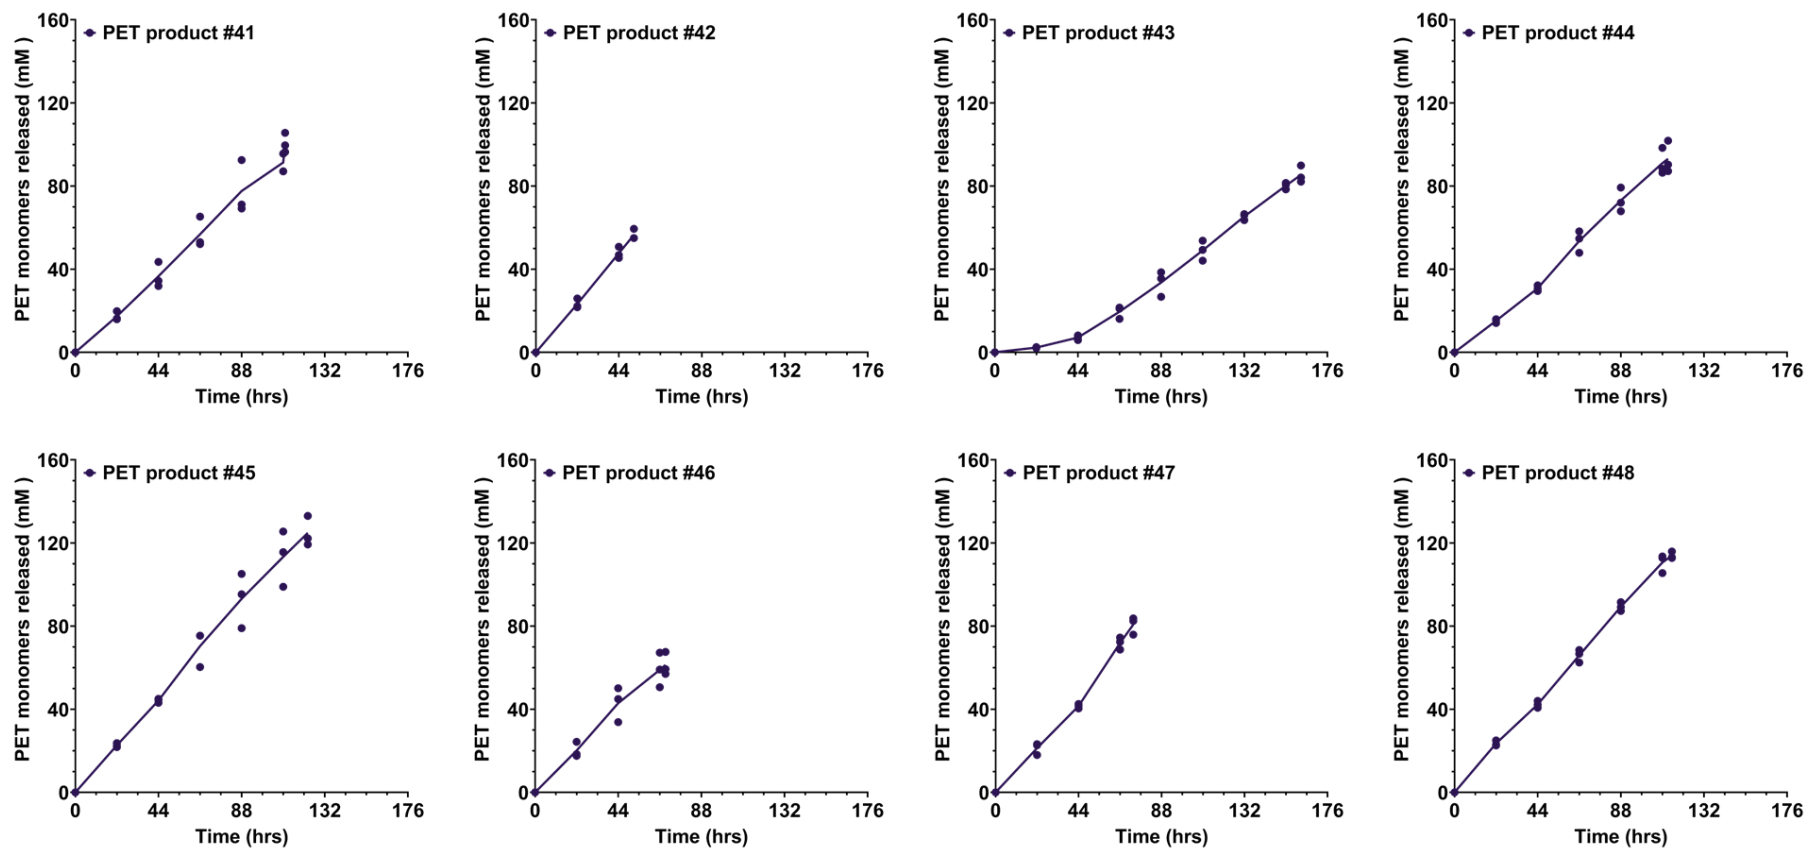 PET product #41
PET monomers released (mM )
160
120
80
40
0
0 44 88 132 176
Time (hrs)
PET product #42
PET monomers released (mM )
160
120
80
40
0
0 44 88 132 176
Time (hrs)
PET product #43
PET monomers released (mM )
160
120
80
40
0
0 44 88 132 176
Time (hrs)
PET product #44
PET monomers released (mM )
160
120
80
40
0
0 44 88 132 176
Time (hrs)
PET product #45
PET monomers released (mM )
160
120
80
40
0
0 44 88 132 176
Time (hrs)
PET product #46
PET monomers released (mM )
160
120
80
40
0
0 44 88 132 176
Time (hrs)
PET product #47
PET monomers released (mM )
160
120
80
40
0
0 44 88 132 176
Time (hrs)
PET product #48
PET monomers released (mM )
160
120
80
40
0
0 44 88 132 176
Time (hrs)